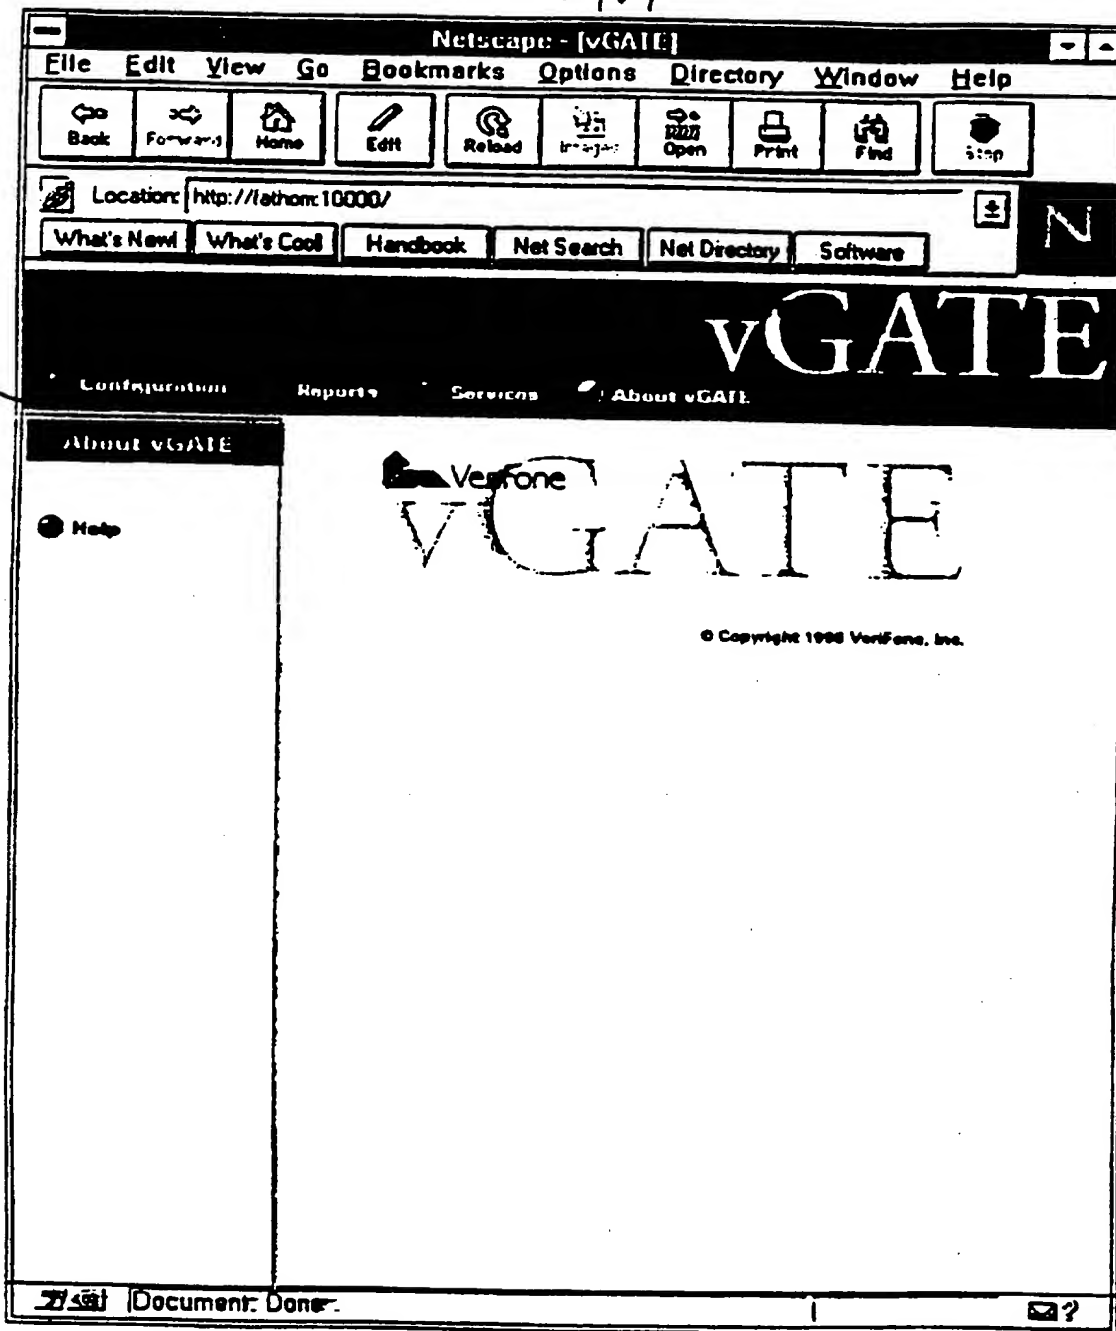 Netscape - [vGATE]
File Edit View Go Bookmarks Options Directory Window Help
Back Forward Home Edit Reload Images Open Print Find Stop
Location: http://lathom:10000/
What's New! What's Cool! Handbook Net Search Net Directory Software
vGATE
Configuration Reports Services About vGATE
About vGATE
Help
VeriFone
vGATE
© Copyright 1996 VeriFone, Inc.
Document: Done.